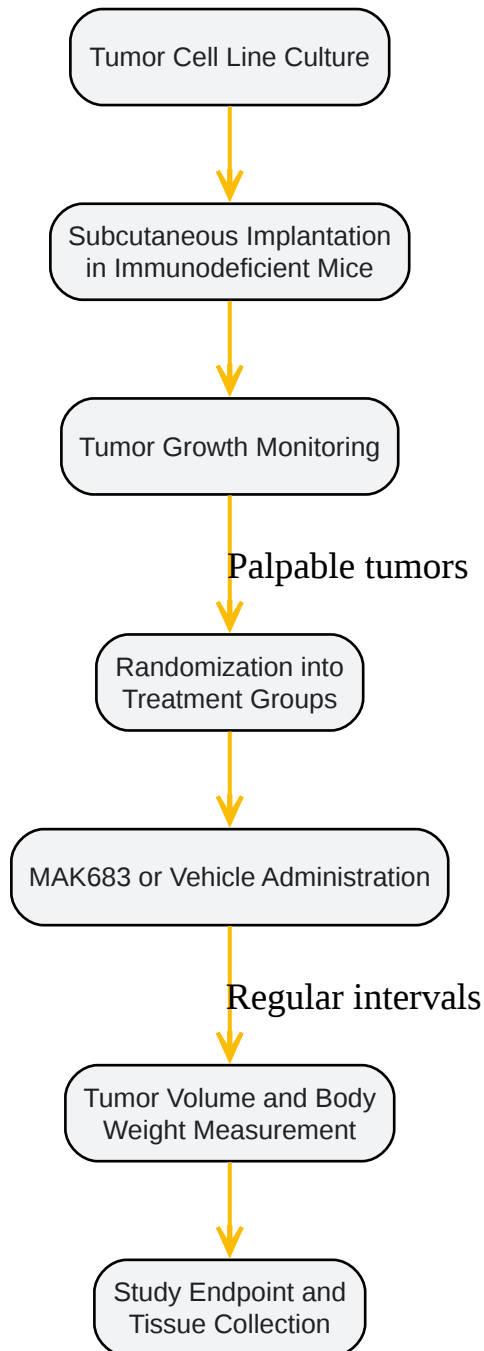 Tumor Cell Line Culture
Subcutaneous Implantation
in Immunodeficient Mice
Tumor Growth Monitoring
Palpable tumors
Randomization into
Treatment Groups
MAK683 or Vehicle Administration
Regular intervals
Tumor Volume and Body
Weight Measurement
Study Endpoint and
Tissue Collection